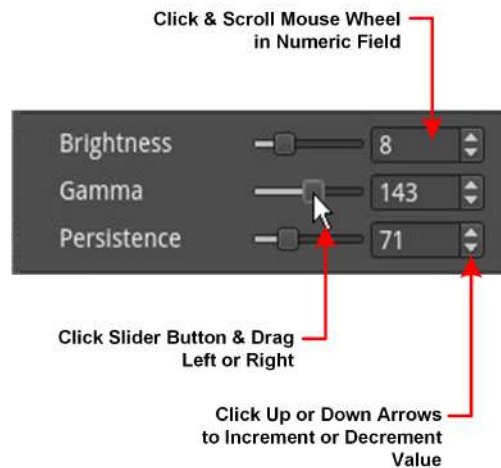 Click & Scroll Mouse Wheel
in Numeric Field
Brightness 8
Gamma 143
Persistence 71
Click Slider Button & Drag
Left or Right
Click Up or Down Arrows
to Increment or Decrement
Value